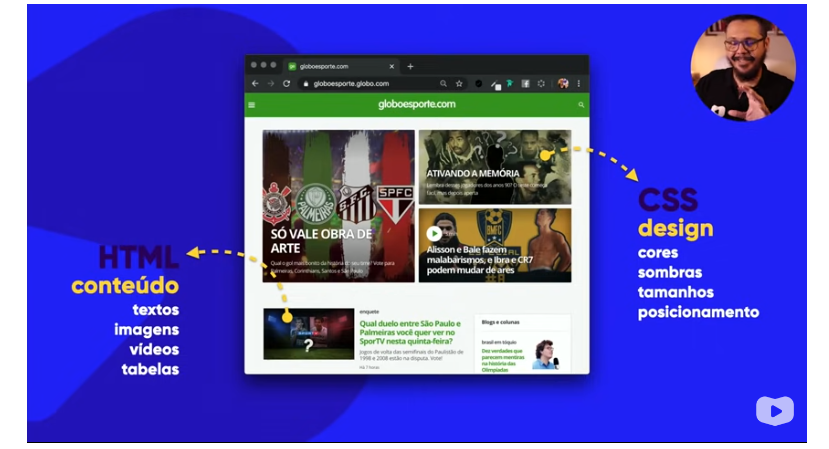 globoesporte.com
globoesporte.globo.com
globoesporte.com
SÓ VALE OBRA DE
ARTE
Qual o gol mais bonito da história do seu time? Vote para
Palmeiras, Corinthians, Santos e São Paulo
PALMEIRAS
SPFC
ATIVANDO A MEMÓRIA
Alisson e Bale fazem
malabarismos, e Ibra e CR7
podem mudar de ares
HTML
conteúdo
textos
imagens
vídeos
tabelas
CSS
design
cores
sombras
tamanhos
posicionamento
?
enquete
Qual duelo entre São Paulo e
Palmeiras você quer ver no
SporTV nesta quinta-feira?
Jogos de volta das semifinais do Paulistão de
1998 e 2008 estão na disputa. Vote!
Há 7 horas
Blogs e colunas
brasil em tóquio
Dez verdades que
parecem mentiras
na história das
Olimpíadas